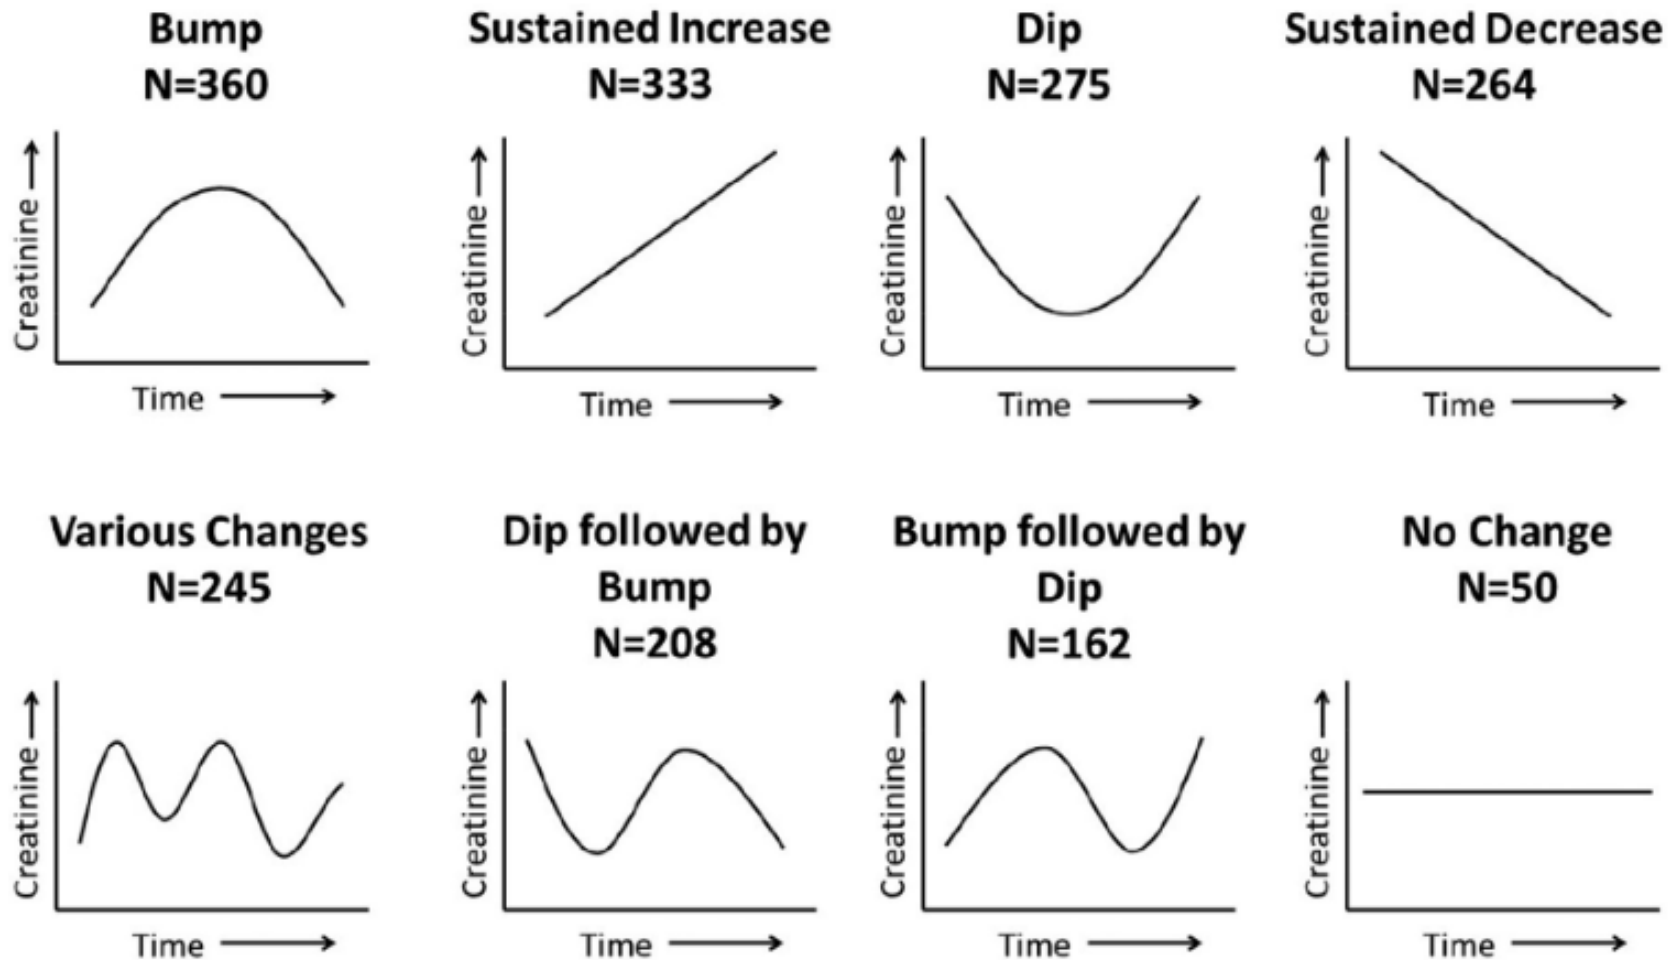 Bump
N=360
Creatinine
Time
Sustained Increase
N=333
Creatinine
Time
Dip
N=275
Creatinine
Time
Sustained Decrease
N=264
Creatinine
Time
Various Changes
N=245
Creatinine
Time
Dip followed by
Bump
N=208
Creatinine
Time
Bump followed by
Dip
N=162
Creatinine
Time
No Change
N=50
Creatinine
Time